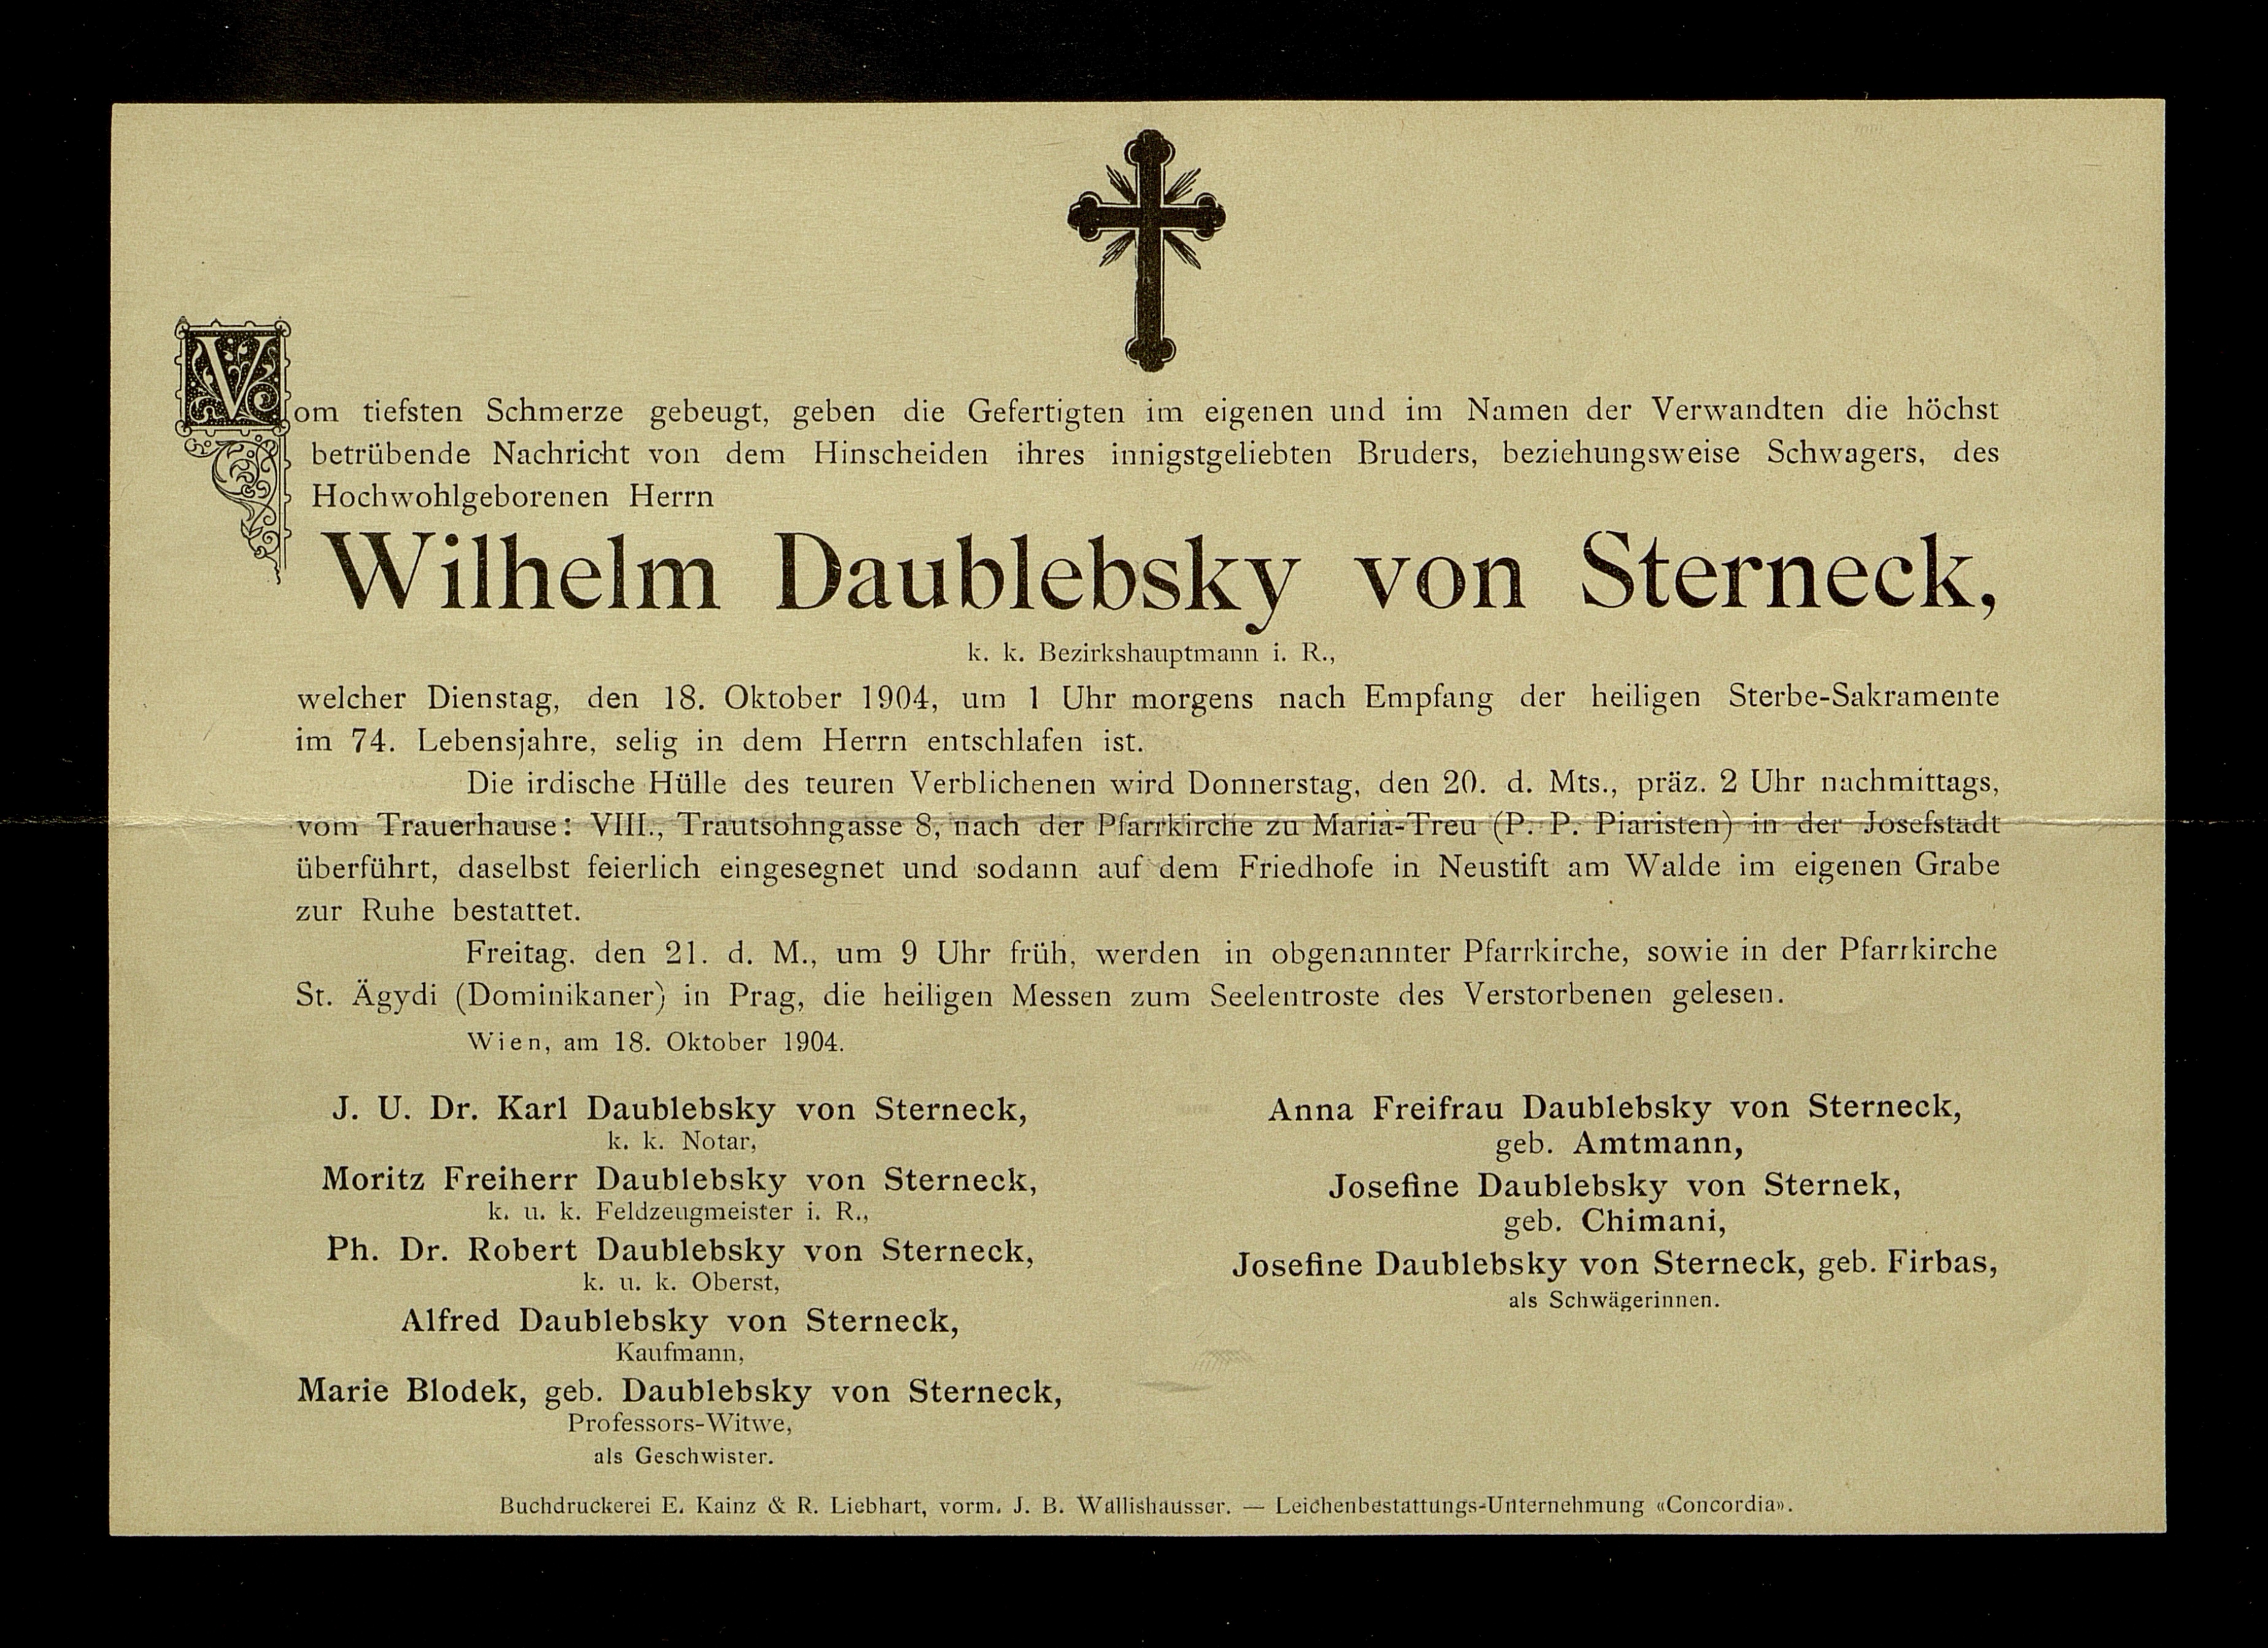 Vom tiefsten Schmerze gebeugt, geben die Gefertigten im eigenen und im Namen der Verwandten die höchst
betrübende Nachricht von dem Hinscheiden ihres innigstgeliebten Bruders, beziehungsweise Schwagers, des
Hochwohlgeborenen Herrn
Wilhelm Daublebsky von Sterneck,
k. k. Bezirkshauptmann i. R.,
welcher Dienstag, den 18. Oktober 1904, um 1 Uhr morgens nach Empfang der heiligen Sterbe-Sakramente
im 74. Lebensjahre, selig in dem Herrn entschlafen ist.
Die irdische Hülle des teuren Verblichenen wird Donnerstag, den 20. d. Mts., präz. 2 Uhr nachmittags,
vom Trauerhause: VIII., Trautsohngasse 8, nach der Pfarrkirche zu Maria-Treu (P. P. Piaristen) in der Josefstadt
überführt, daselbst feierlich eingesegnet und sodann auf dem Friedhofe in Neustift am Walde im eigenen Grabe
zur Ruhe bestattet.
Freitag. den 21. d. M., um 9 Uhr früh, werden in obgenannter Pfarrkirche, sowie in der Pfarrkirche
St. Ägydi (Dominikaner) in Prag, die heiligen Messen zum Seelentroste des Verstorbenen gelesen.
Wien, am 18. Oktober 1904.
J. U. Dr. Karl Daublebsky von Sterneck,
k. k. Notar,
Moritz Freiherr Daublebsky von Sterneck,
k. u. k. Feldzeugmeister i. R.,
Ph. Dr. Robert Daublebsky von Sterneck,
k. u. k. Oberst,
Alfred Daublebsky von Sterneck,
Kaufmann,
Marie Blodek, geb. Daublebsky von Sterneck,
Professors-Witwe,
als Geschwister.
Anna Freifrau Daublebsky von Sterneck,
geb. Amtmann,
Josefine Daublebsky von Sternek,
geb. Chimani,
Josefine Daublebsky von Sterneck, geb. Firbas,
als Schwägerinnen.
Buchdruckerei E. Kainz & R. Liebhart, vorm. J. B. Wallishausser. — Leichenbestattungs-Unternehmung «Concordia».